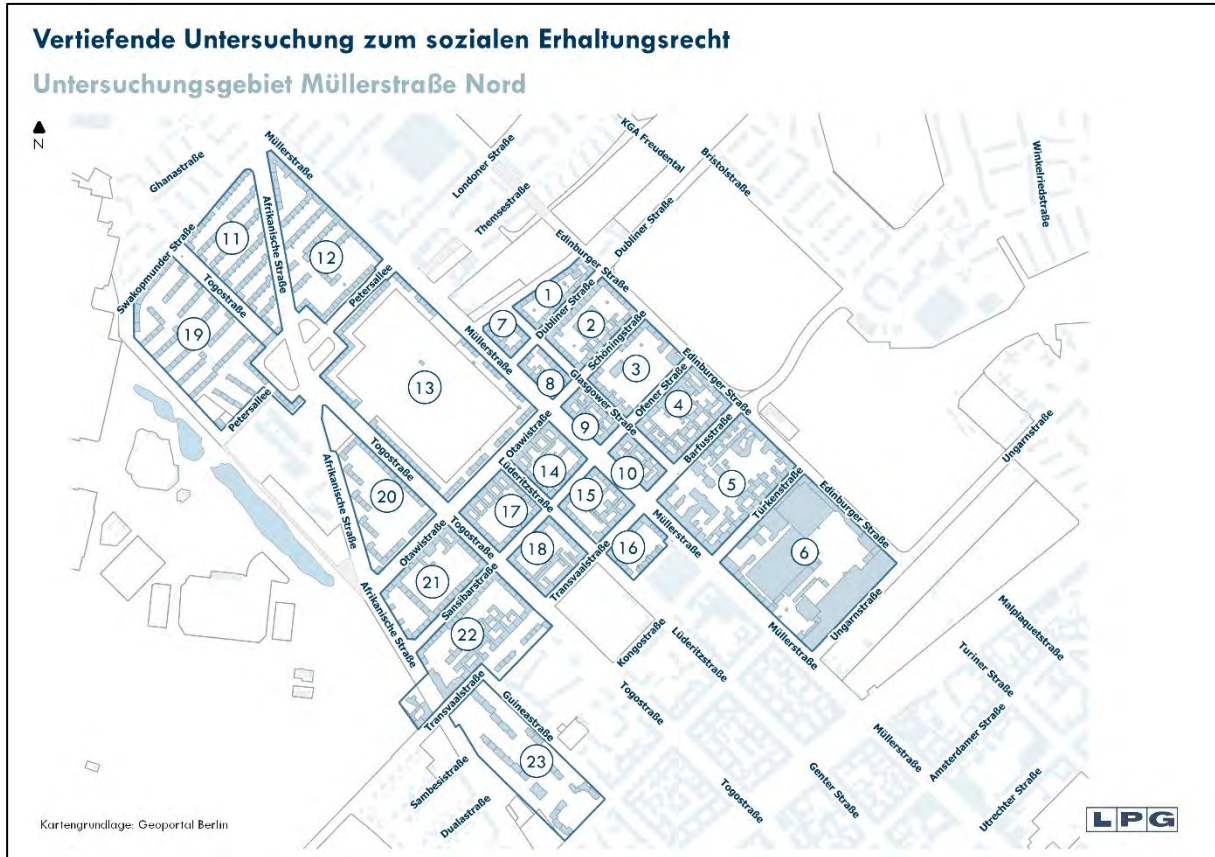 Vertiefende Untersuchung zum sozialen Erhaltungsrecht
Untersuchungsgebiet Müllerstraße Nord
N
Müllerstraße
Ghanastraße
Afrikanische Straße
Swakopmunder Straße
Togostraße
Petersallee
Petersallee
Londoner Straße
Themsestraße
KGA Freudental
Bristolstraße
Dubliner Straße
Winkelriedstraße
Edinburger Straße
Dubliner Straße
Schöningstraße
Müllerstraße
Glasgower Straße
Ofener Straße
Edinburger Straße
Barfusstraße
Türkenstraße
Edinburger Straße
Ungarnstraße
Ungarnstraße
Otawistraße
Lüderitzstraße
Togostraße
Afrikanische Straße
Otawistraße
Togostraße
Sansibarstraße
Transvaalstraße
Müllerstraße
Müllerstraße
Afrikanische Straße
Transvaalstraße
Guineastraße
Kongostraße
Lüderitzstraße
Togostraße
Malplaquetstraße
Turiner Straße
Müllerstraße
Amsterdamer Straße
Genter Straße
Togostraße
Utrechter Straße
Sambesistraße
Dualastraße
1
2
3
4
5
6
7
8
9
10
11
12
13
14
15
16
17
18
19
20
21
22
23
Kartengrundlage: Geoportal Berlin
LPG